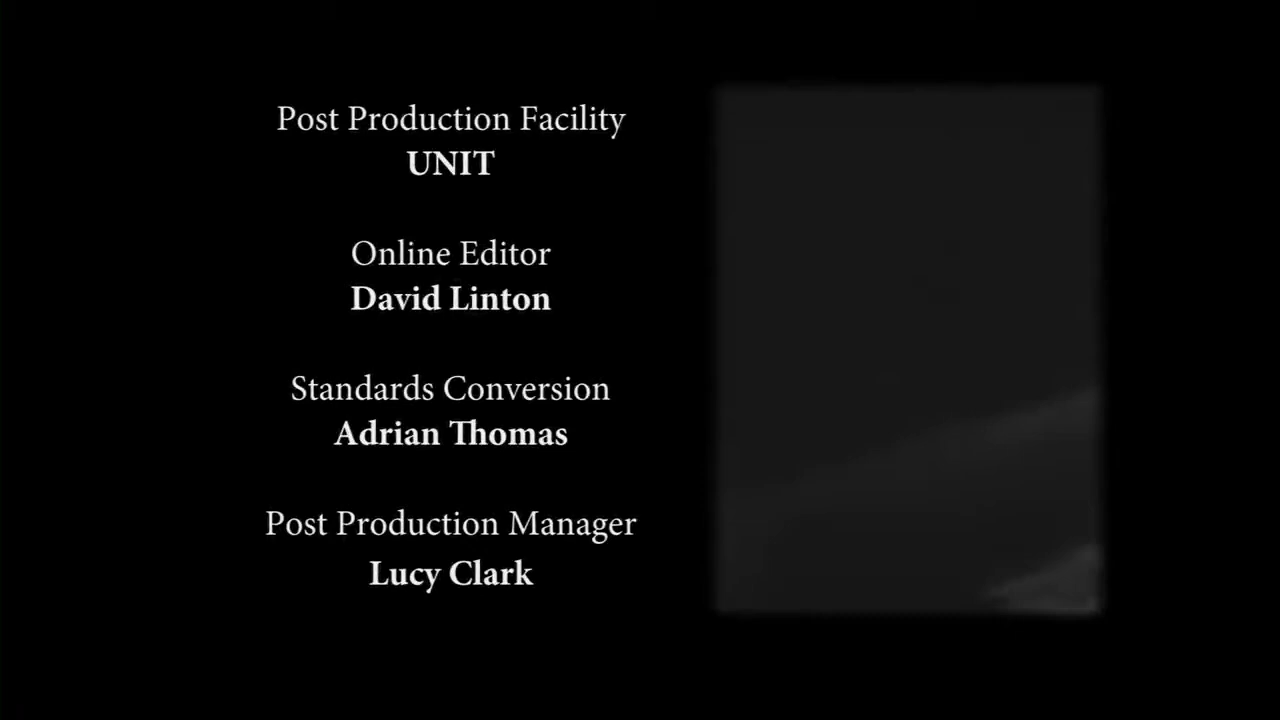 Post Production Facility
UNIT
Online Editor
David Linton
Standards Conversion
Adrian Thomas
Post Production Manager
Lucy Clark